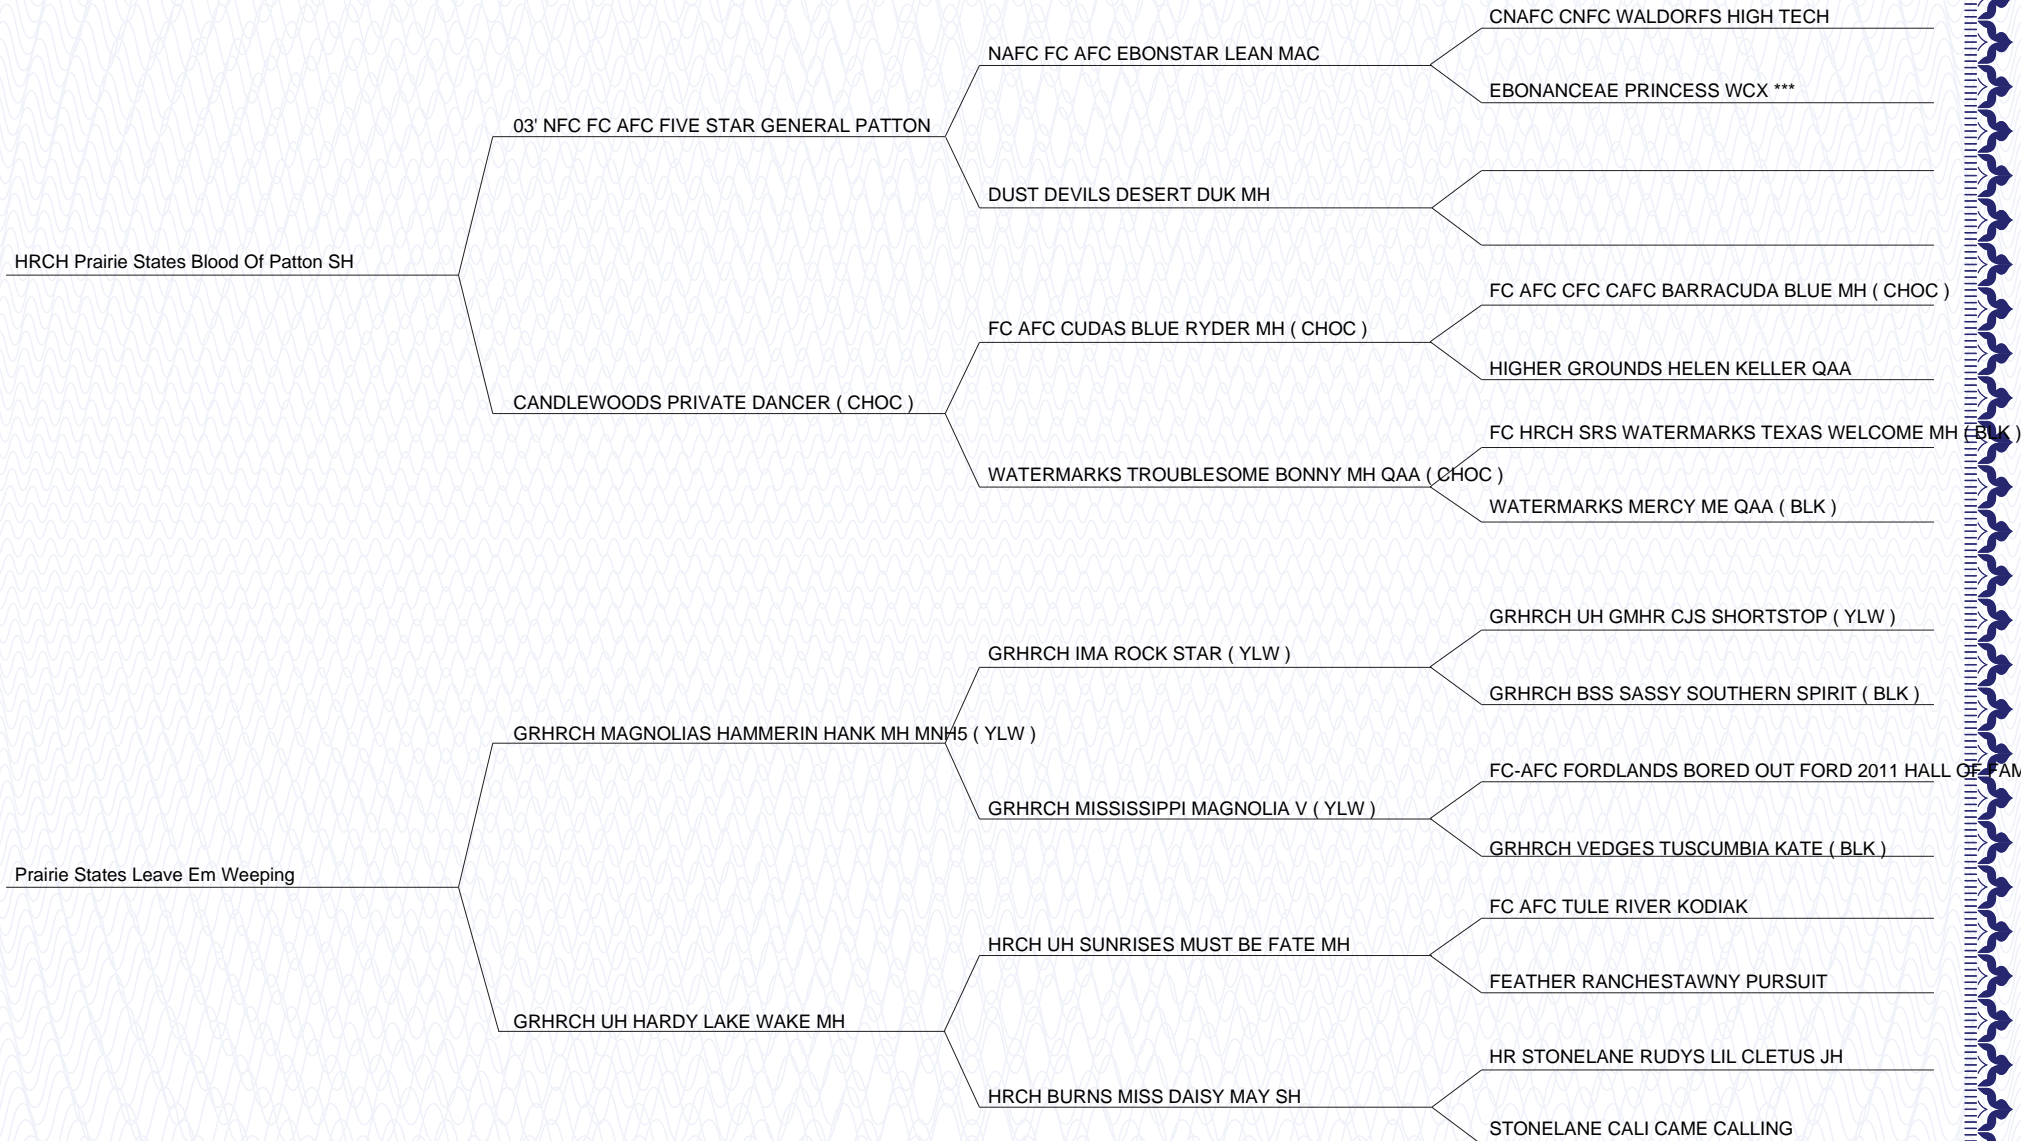 CNAFC CNFC WALDORFS HIGH TECH
NAFC FC AFC EBONSTAR LEAN MAC
EBONANCEAE PRINCESS WCX ***
03' NFC FC AFC FIVE STAR GENERAL PATTON
DUST DEVILS DESERT DUK MH
HRCH Prairie States Blood Of Patton SH
FC AFC CFC CAFC BARRACUDA BLUE MH ( CHOC )
FC AFC CUDAS BLUE RYDER MH ( CHOC )
HIGHER GROUNDS HELEN KELLER QAA
CANDLEWOODS PRIVATE DANCER ( CHOC )
FC HRCH SRS WATERMARKS TEXAS WELCOME MH ( BLK )
WATERMARKS TROUBLESOME BONNY MH QAA ( CHOC )
WATERMARKS MERCY ME QAA ( BLK )
GRHRCH UH GMHR CJS SHORTSTOP ( YLW )
GRHRCH IMA ROCK STAR ( YLW )
GRHRCH BSS SASSY SOUTHERN SPIRIT ( BLK )
GRHRCH MAGNOLIAS HAMMERIN HANK MH MNH5 ( YLW )
FC-AFC FORDLANDS BORED OUT FORD 2011 HALL OF FAM
GRHRCH MISSISSIPPI MAGNOLIA V ( YLW )
GRHRCH VEDGES TUSCUMBIA KATE ( BLK )
Prairie States Leave Em Weeping
FC AFC TULE RIVER KODIAK
HRCH UH SUNRISES MUST BE FATE MH
FEATHER RANCHESTAWNY PURSUIT
GRHRCH UH HARDY LAKE WAKE MH
HR STONELANE RUDYS LIL CLETUS JH
HRCH BURNS MISS DAISY MAY SH
STONELANE CALI CAME CALLING